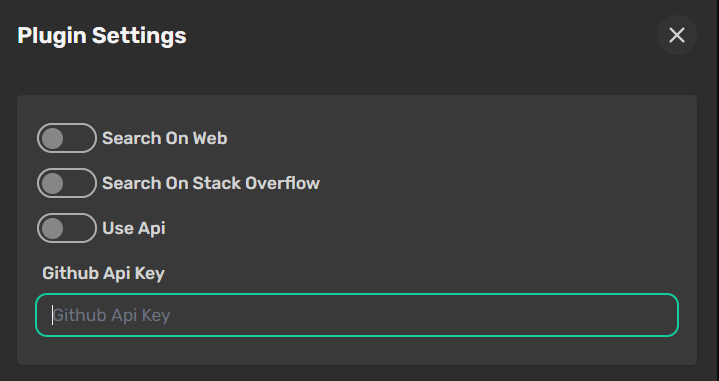 Plugin Settings
Search On Web
Search On Stack Overflow
Use Api
Github Api Key
Github Api Key